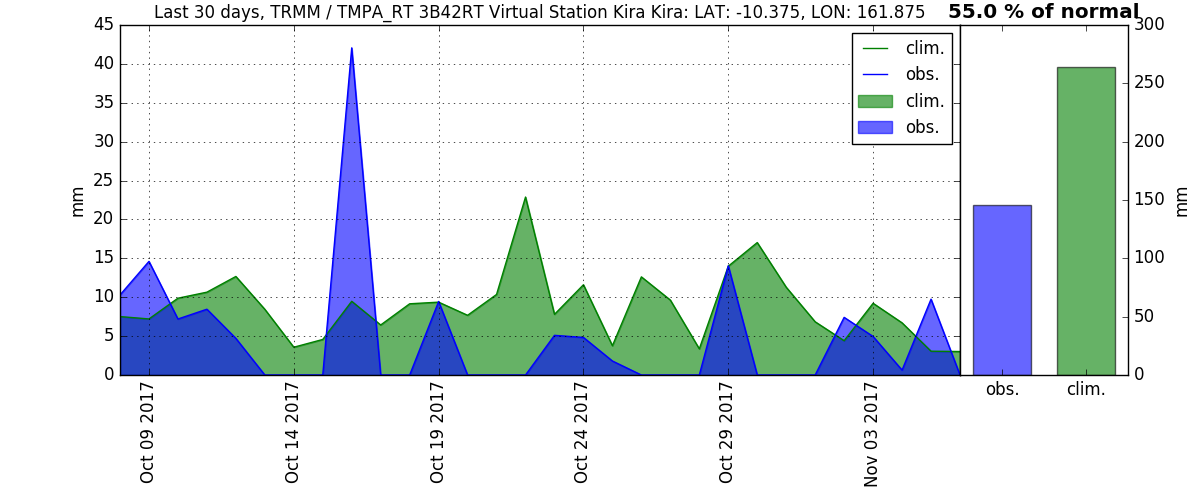 Last 30 days, TRMM / TMPA_RT 3B42RT Virtual Station Kira Kira: LAT: -10.375, LON: 161.875
55.0 % of normal
45
40
35
30
25
20
15
10
5
0
mm
clim.
obs.
clim.
obs.
Oct 09 2017
Oct 14 2017
Oct 19 2017
Oct 24 2017
Oct 29 2017
Nov 03 2017
300
250
200
150
100
50
0
mm
obs.
clim.